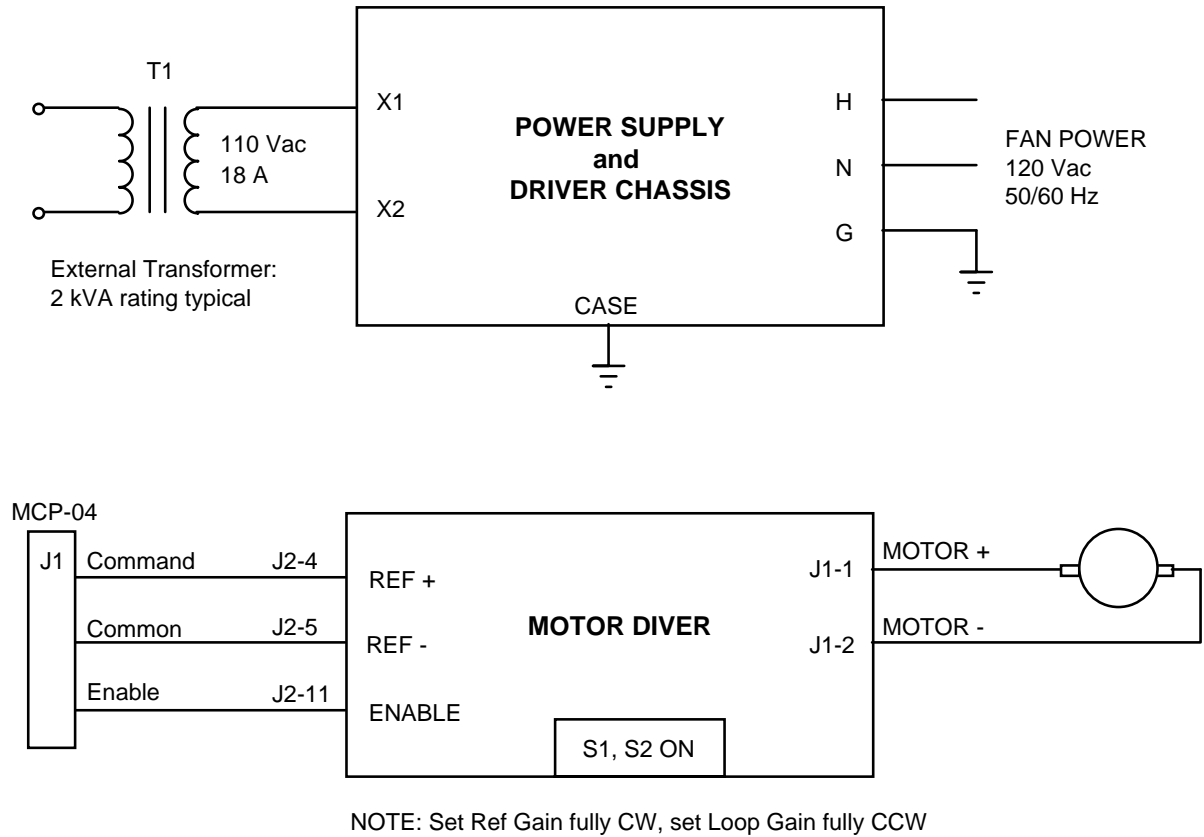 T1
110 Vac
18 A
External Transformer:
2 kVA rating typical
X1
X2
POWER SUPPLY
and
DRIVER CHASSIS
CASE
H
N
G
FAN POWER
120 Vac
50/60 Hz
MCP-04
J1
Command
J2-4
Common
J2-5
Enable
J2-11
REF +
REF -
ENABLE
MOTOR DIVER
S1, S2 ON
J1-1
J1-2
MOTOR +
MOTOR -
NOTE: Set Ref Gain fully CW, set Loop Gain fully CCW